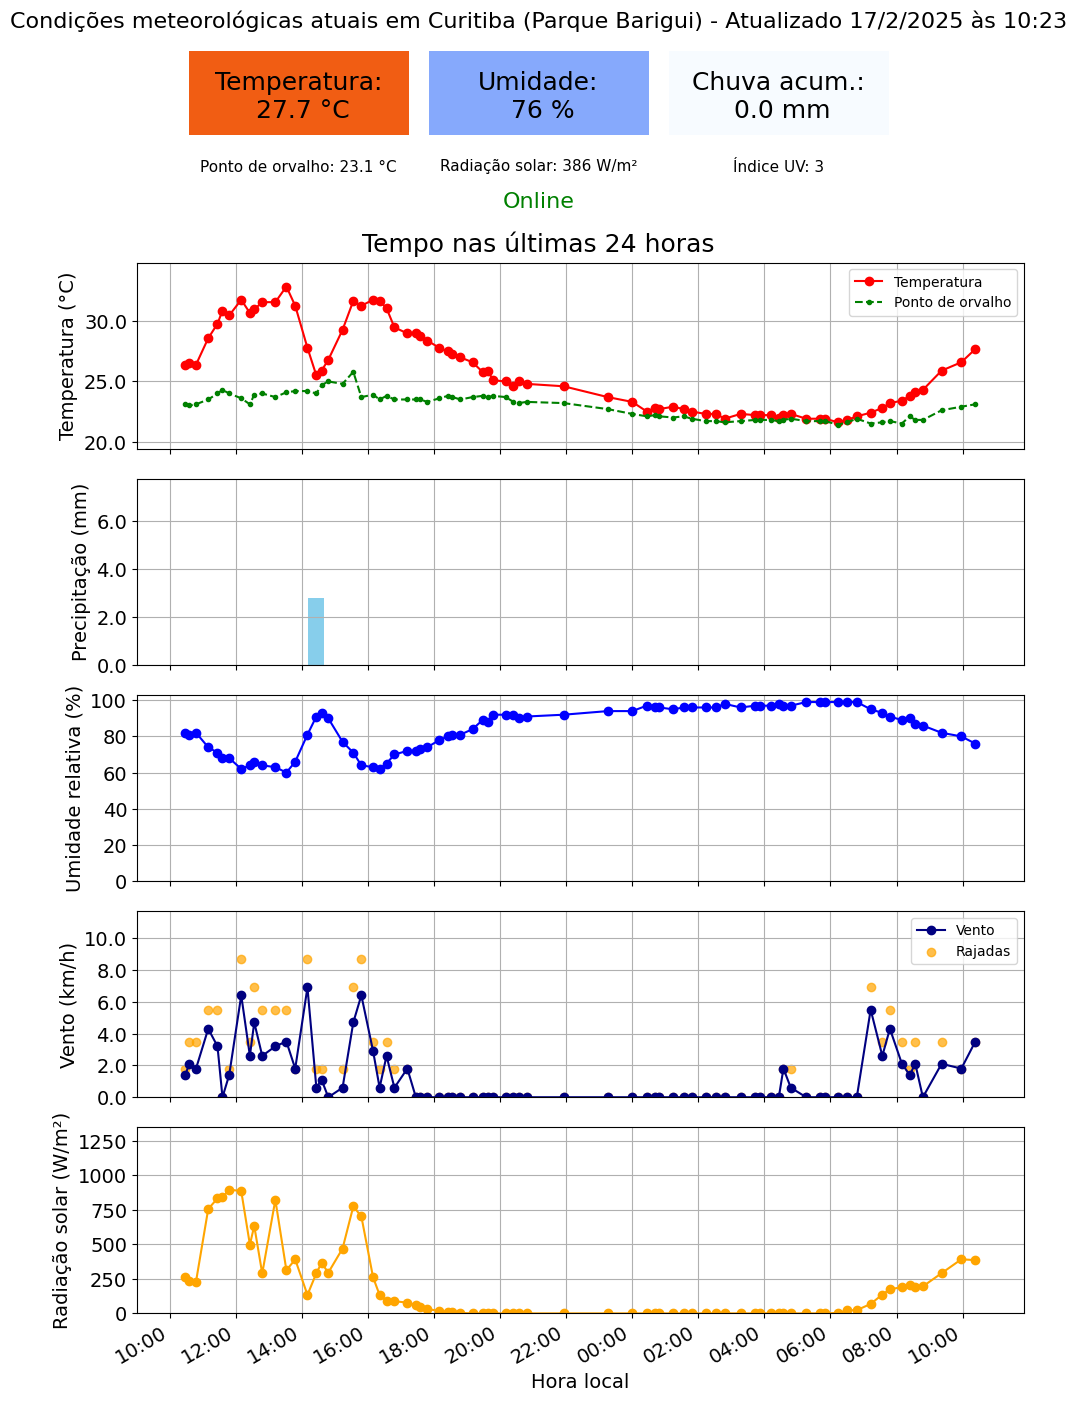 Condições meteorológicas atuais em Curitiba (Parque Barigui) - Atualizado 17/2/2025 às 10:23
Temperatura:
27.7 °C
Umidade:
76 %
Chuva acum.:
0.0 mm
Ponto de orvalho: 23.1 °C
Radiação solar: 386 W/m²
Índice UV: 3
Online
Tempo nas últimas 24 horas
Temperatura (°C)
30.0
25.0
20.0
Temperatura
Ponto de orvalho
Precipitação (mm)
6.0
4.0
2.0
0.0
Umidade relativa (%)
100
80
60
40
20
0
Vento (km/h)
10.0
8.0
6.0
4.0
2.0
0.0
Vento
Rajadas
Radiação solar (W/m²)
1250
1000
750
500
250
0
10:00
12:00
14:00
16:00
18:00
20:00
22:00
00:00
02:00
04:00
06:00
08:00
10:00
Hora local